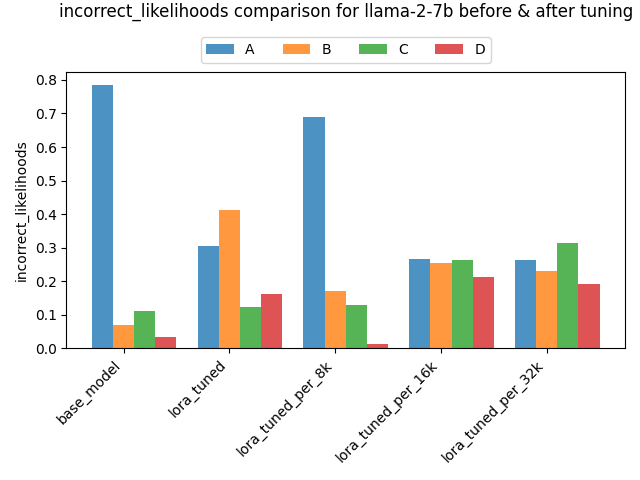 incorrect_likelihoods comparison for llama-2-7b before & after tuning
A B C D
0.8
0.7
0.6
0.5
0.4
0.3
0.2
0.1
0.0
incorrect_likelihoods
base_model
lora_tuned
lora_tuned_per_8k
lora_tuned_per_16k
lora_tuned_per_32k